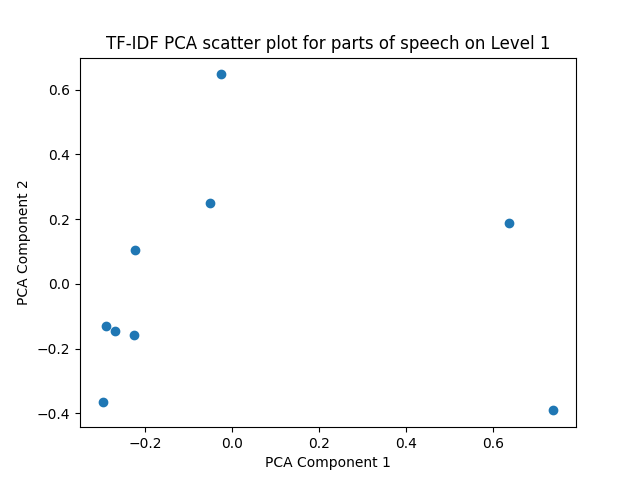 TF-IDF PCA scatter plot for parts of speech on Level 1
0.6
0.4
0.2
0.0
−0.2
−0.4
PCA Component 2
−0.2 0.0 0.2 0.4 0.6
PCA Component 1